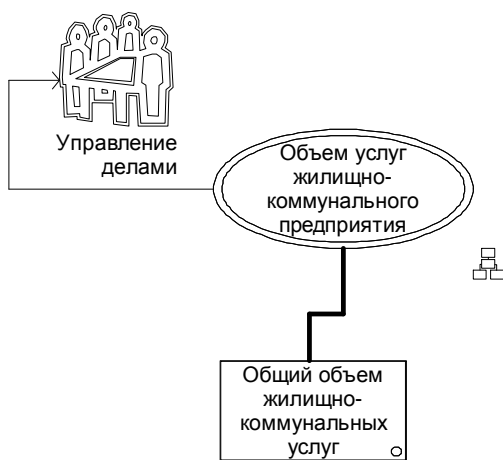 Управление
делами
Объем услуг
жилищно-
коммунального
предприятия
Общий объем
жилищно-
коммунальных
услуг